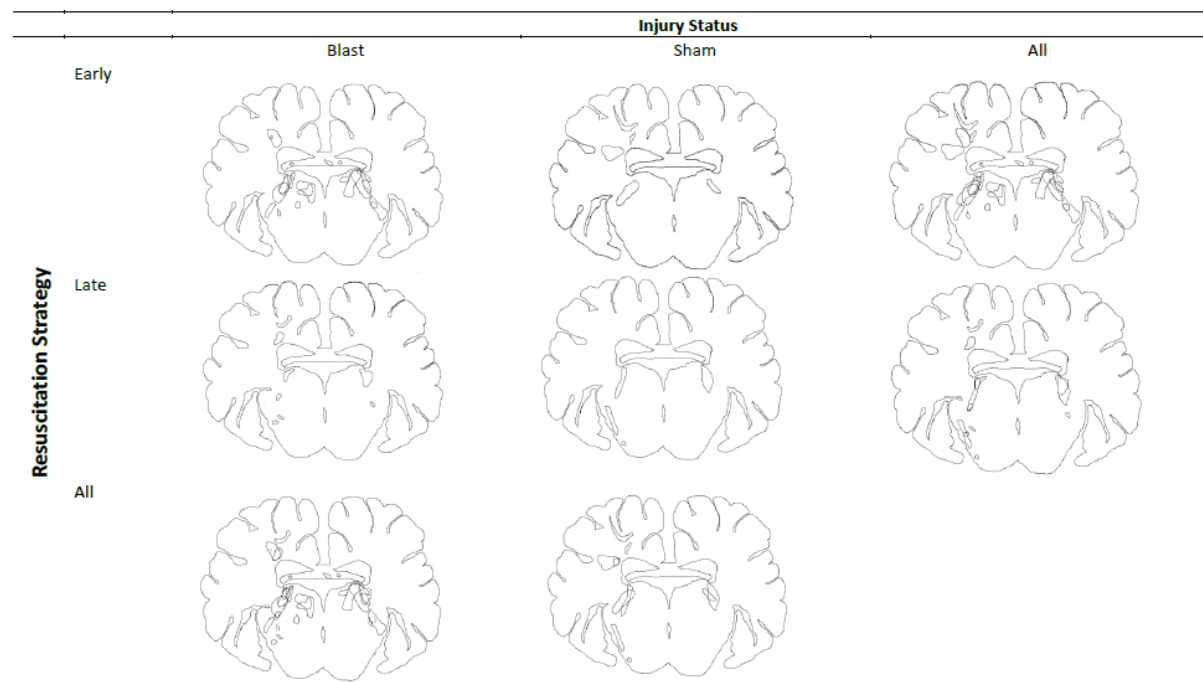 Injury Status
Blast Sham All
Early
Late
All
Resuscitation Strategy